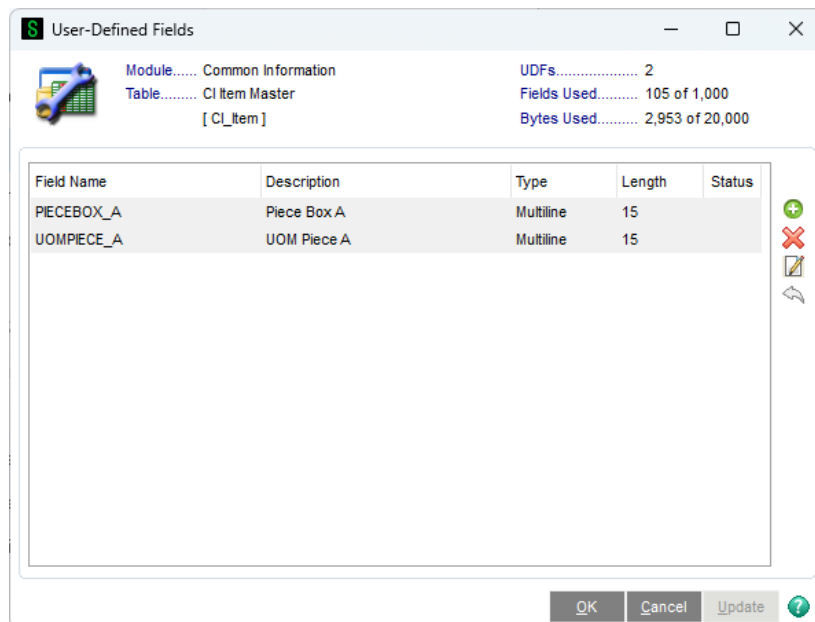 S User-Defined Fields
Module...... Common Information UDFs................... 2
Table......... CI Item Master Fields Used.......... 105 of 1,000
[ CI_Item ] Bytes Used.......... 2,953 of 20,000
Field Name Description Type Length Status
PIECEBOX_A Piece Box A Multiline 15
UOMPIECE_A UOM Piece A Multiline 15
OK Cancel Update ?